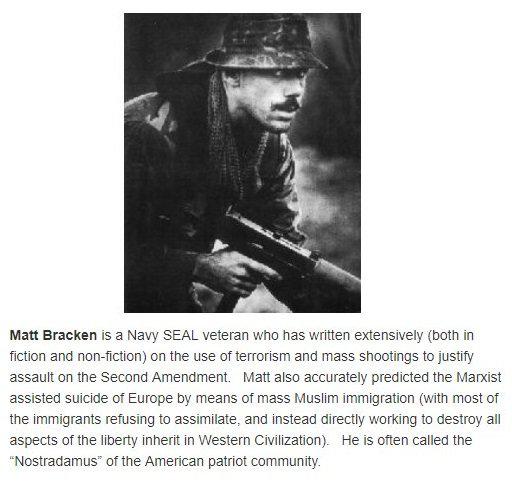 Matt Bracken is a Navy SEAL veteran who has written extensively (both in
fiction and non-fiction) on the use of terrorism and mass shootings to justify
assault on the Second Amendment.   Matt also accurately predicted the Marxist
assisted suicide of Europe by means of mass Muslim immigration (with most of
the immigrants refusing to assimilate, and instead directly working to destroy all
aspects of the liberty inherit in Western Civilization).   He is often called the
“Nostradamus” of the American patriot community.